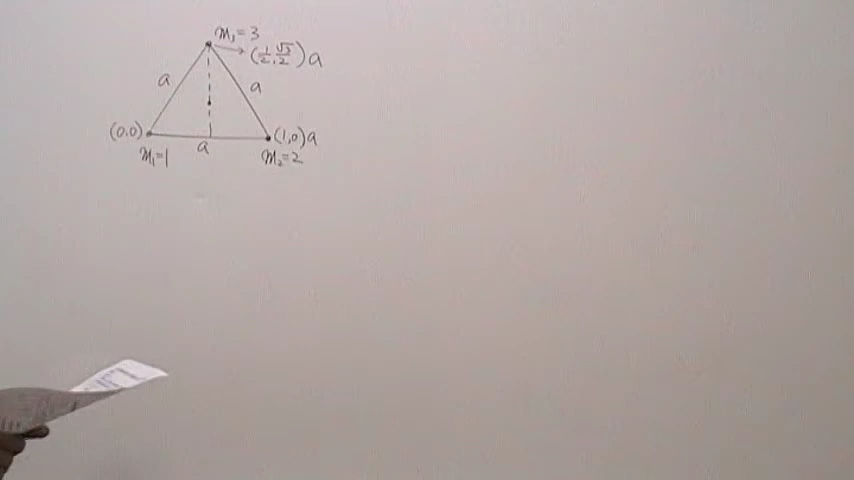 m₃ = 3
(1/2, √3/2)a
a
a
(0,0)
(1,0)a
a
m₁=1
m₂=2